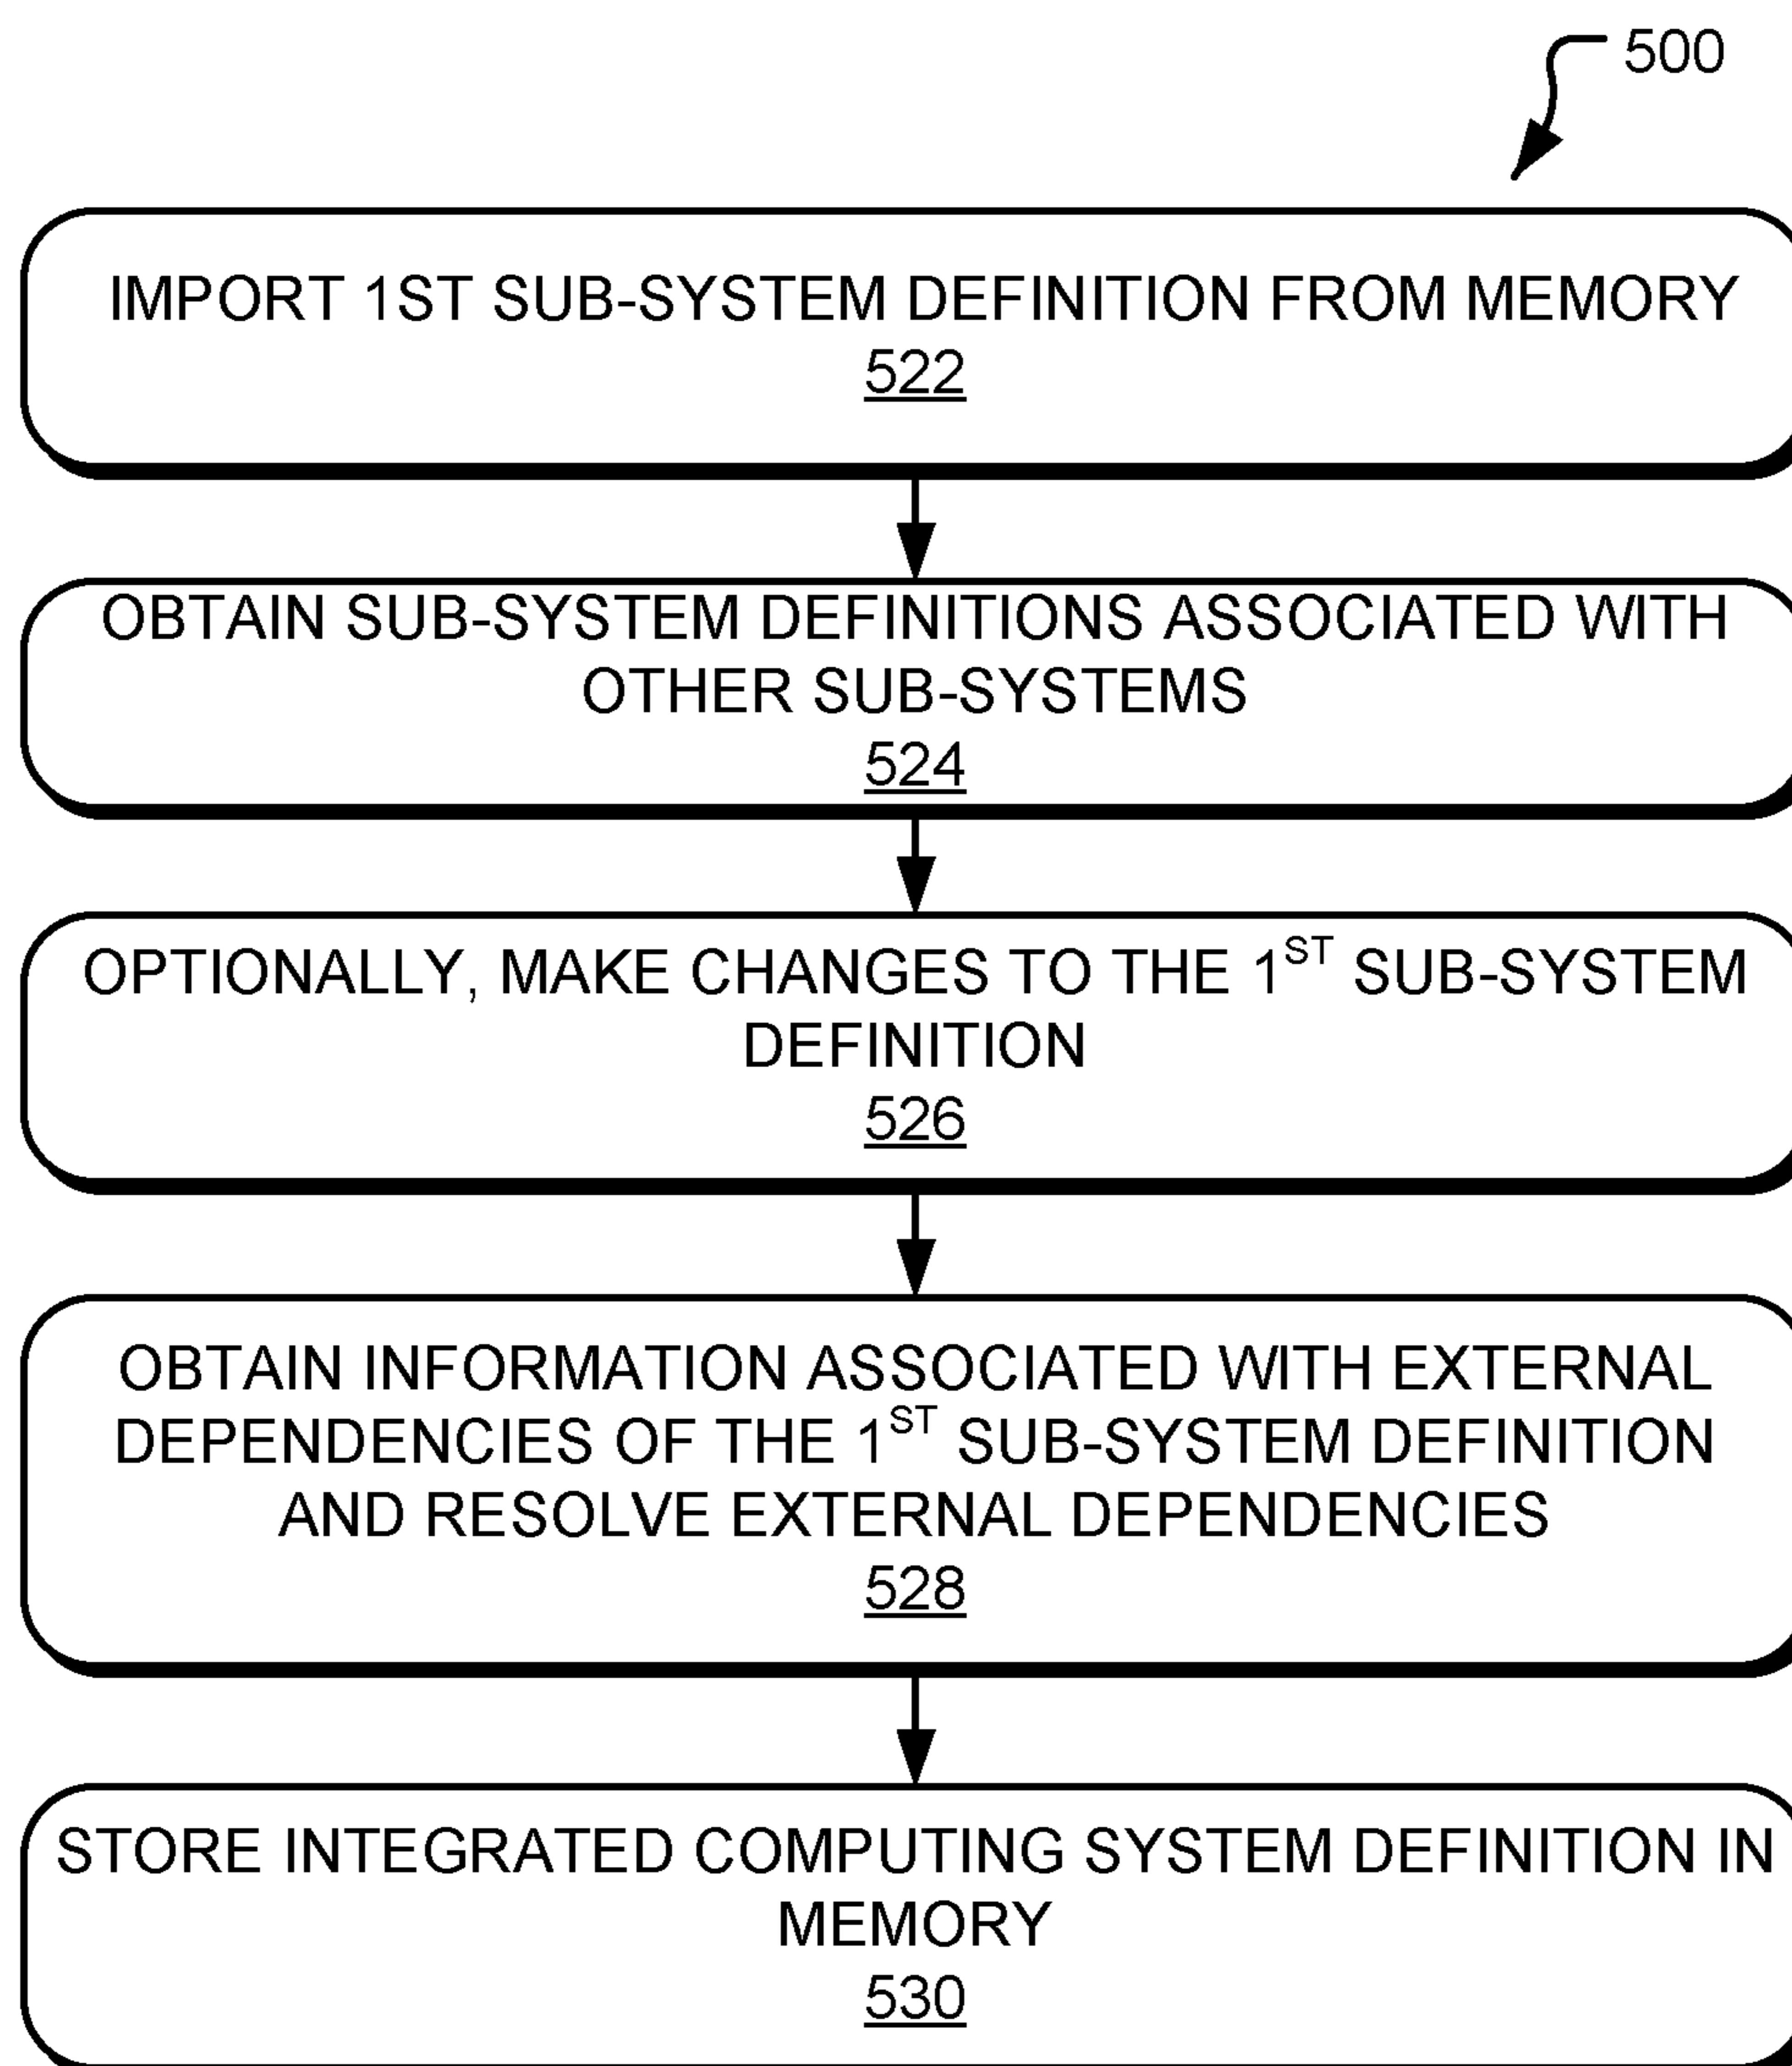 500
IMPORT 1ST SUB-SYSTEM DEFINITION FROM MEMORY
522
OBTAIN SUB-SYSTEM DEFINITIONS ASSOCIATED WITH
OTHER SUB-SYSTEMS
524
OPTIONALLY, MAKE CHANGES TO THE 1ST SUB-SYSTEM
DEFINITION
526
OBTAIN INFORMATION ASSOCIATED WITH EXTERNAL
DEPENDENCIES OF THE 1ST SUB-SYSTEM DEFINITION
AND RESOLVE EXTERNAL DEPENDENCIES
528
STORE INTEGRATED COMPUTING SYSTEM DEFINITION IN
MEMORY
530